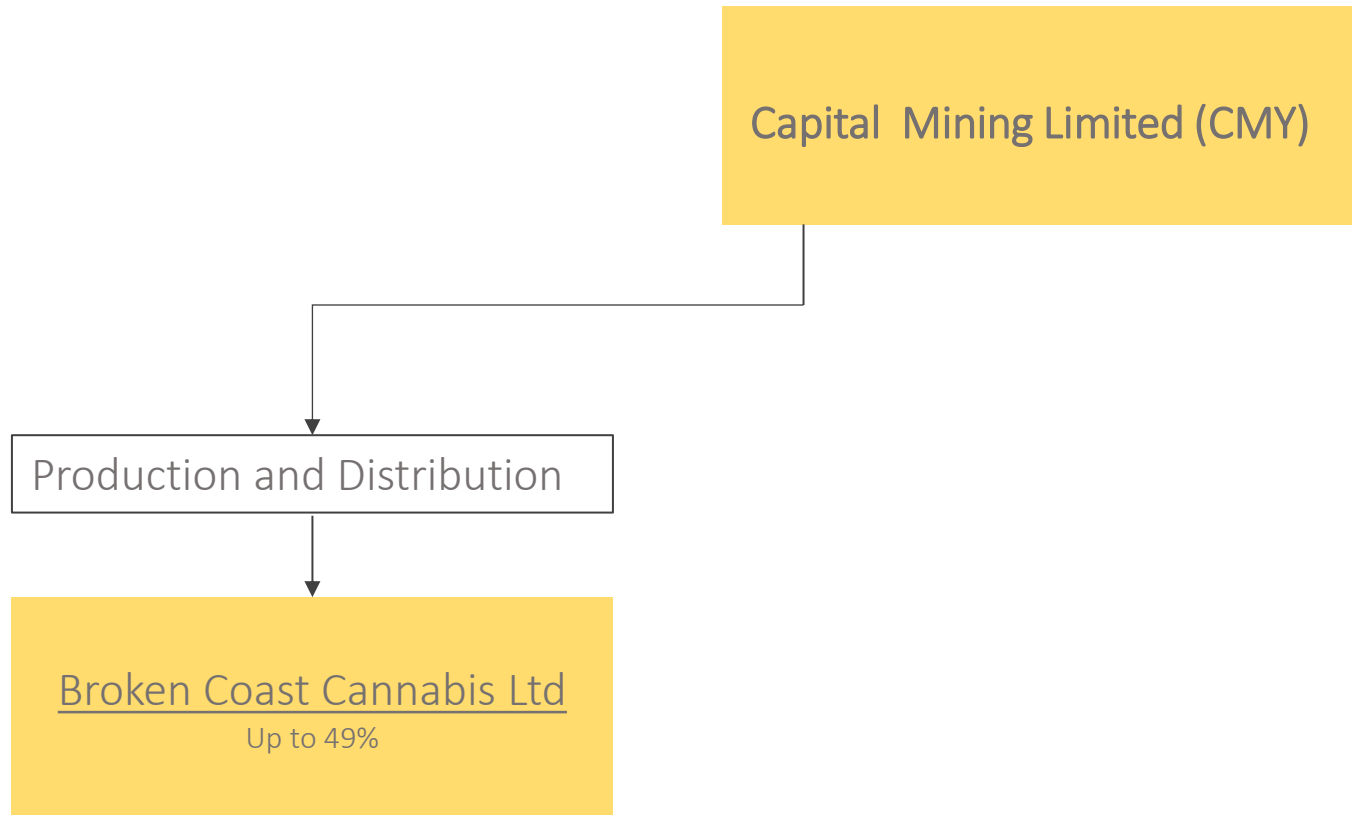 Capital  Mining Limited (CMY)
Production and Distribution
Broken Coast Cannabis Ltd
Up to 49%